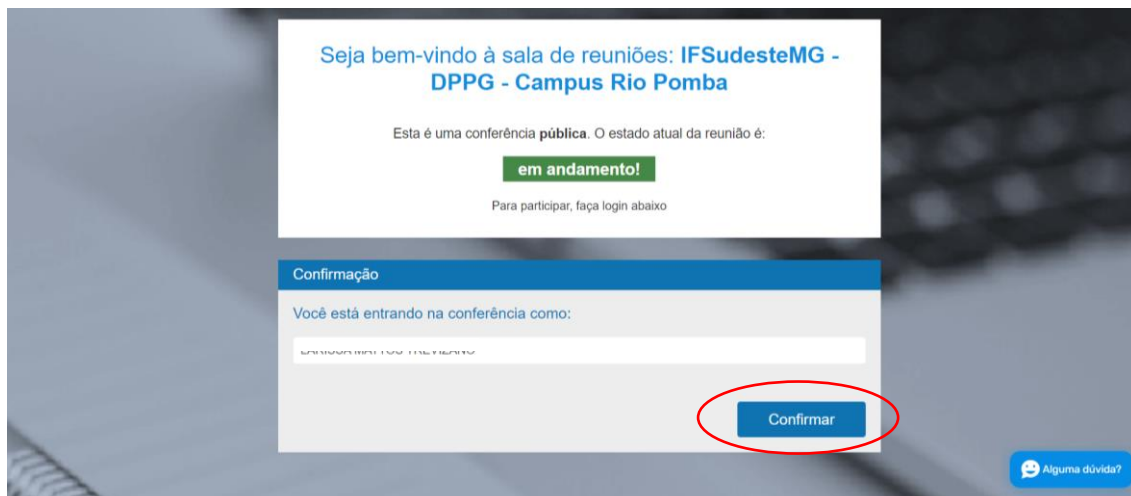 Seja bem-vindo à sala de reuniões: IFSudesteMG -
DPPG - Campus Rio Pomba
Esta é uma conferência pública. O estado atual da reunião é:
em andamento!
Para participar, faça login abaixo
Confirmação
Você está entrando na conferência como:
Confirmar
Alguma dúvida?